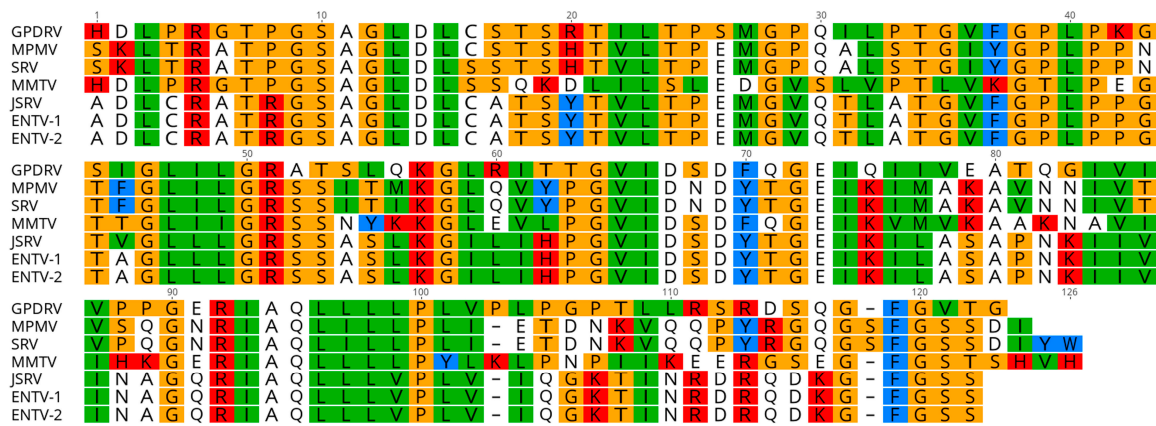 1 10 20 30 40
GPDRV H D L P R G T P G S A G L D L C S T S R T I L T P S M G P Q I L P T G V F G P L P K G
MPMV S K L T R A T P G S A G L D L C S T S H T V L T P E M G P Q A L S T G I Y G P L P P N
SRV S K L T R A T P G S A G L D L S S T S H T V L T P E M G P Q A L S T G I Y G P L P P N
MMTV H D L P R G T P G S A G L D L S S Q K D L I L S L E D G V S L V P T L V K G T L P E G
JSRV A D L C R A T R G S A G L D L C A T S Y T V L T P E M G V Q T L A T G V F G P L P P G
ENTV-1 A D L C R A T R G S A G L D L C A T S Y T V L T P E M G V Q T L A T G V F G P L P P G
ENTV-2 A D L C R A T R G S A G L D L C A T S Y T V L T P E M G V Q T L A T G V F G P L P P G
50 60 70 80
GPDRV S I G L I L G R A T S L Q K G L R I T T G V I D S D F Q G E I Q I I V E A T Q G I V I
MPMV T F G L I L G R S S I T M K G L Q V Y P G V I D N D Y T G E I K I M A K A V N N I V T
SRV T F G L I L G R S S I T I K G L Q V Y P G V I D N D Y T G E I K I M A K A V N N I V T
MMTV T T G L I I G R S S N Y K K G L E V L P G V I D S D F Q G E I K V M V K A A K N A V I
JSRV T V G L L L G R S S A S L K G I L I H P G V I D S D Y T G E I K I L A S A P N K I I V
ENTV-1 T A G L L L G R S S A S L K G I L I H P G V I D S D Y T G E I K I L A S A P N K I I V
ENTV-2 T A G L L L G R S S A S L K G I L I H P G V I D S D Y T G E I K I L A S A P N K I I V
90 100 110 120 126
GPDRV V P P G E R I A Q L L L L P L V P L P G P T L L R S R D S Q G - F G V T G
MPMV V S Q G N R I A Q L I L L P L I - E T D N K V Q Q P Y R G Q G S F G S S D I
SRV V P Q G N R I A Q L I L L P L I - E T D N K V Q Q P Y R G Q G S F G S S D I Y W
MMTV I H K G E R I A Q L L L L P Y L K L P N P I I K E E R G S E G - F G S T S H V H
JSRV I N A G Q R I A Q L L L V P L V - I Q G K T I N R D R Q D K G - F G S S
ENTV-1 I N A G Q R I A Q L L L V P L V - I Q G K T I N R D R Q D K G - F G S S
ENTV-2 I N A G Q R I A Q L L L V P L V - I Q G K T I N R D R Q D K G - F G S S